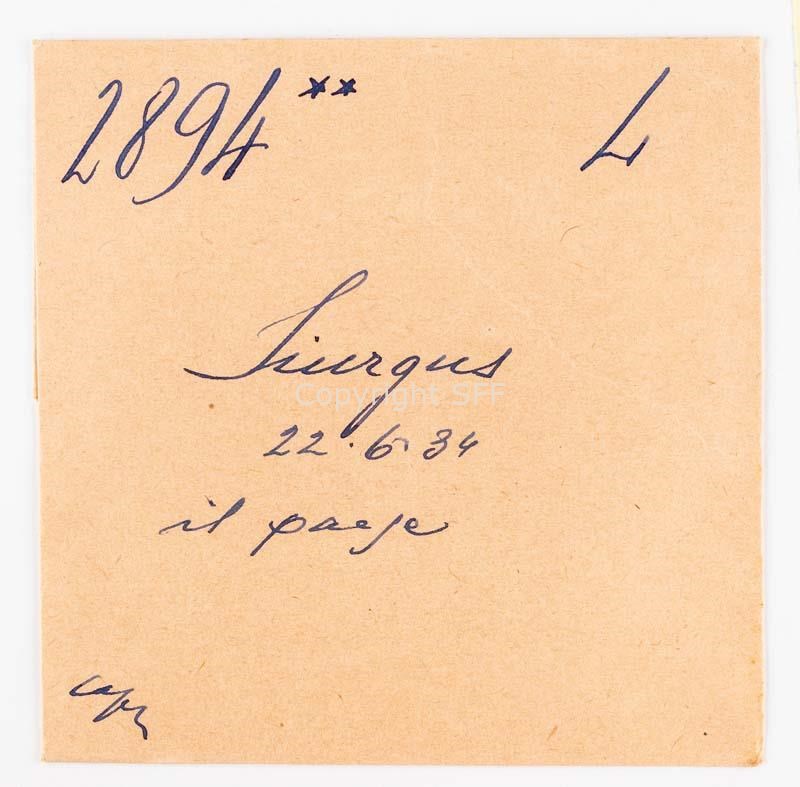 2894 ** L
Siurgus
22.6.34
il paese
Copyright SFF